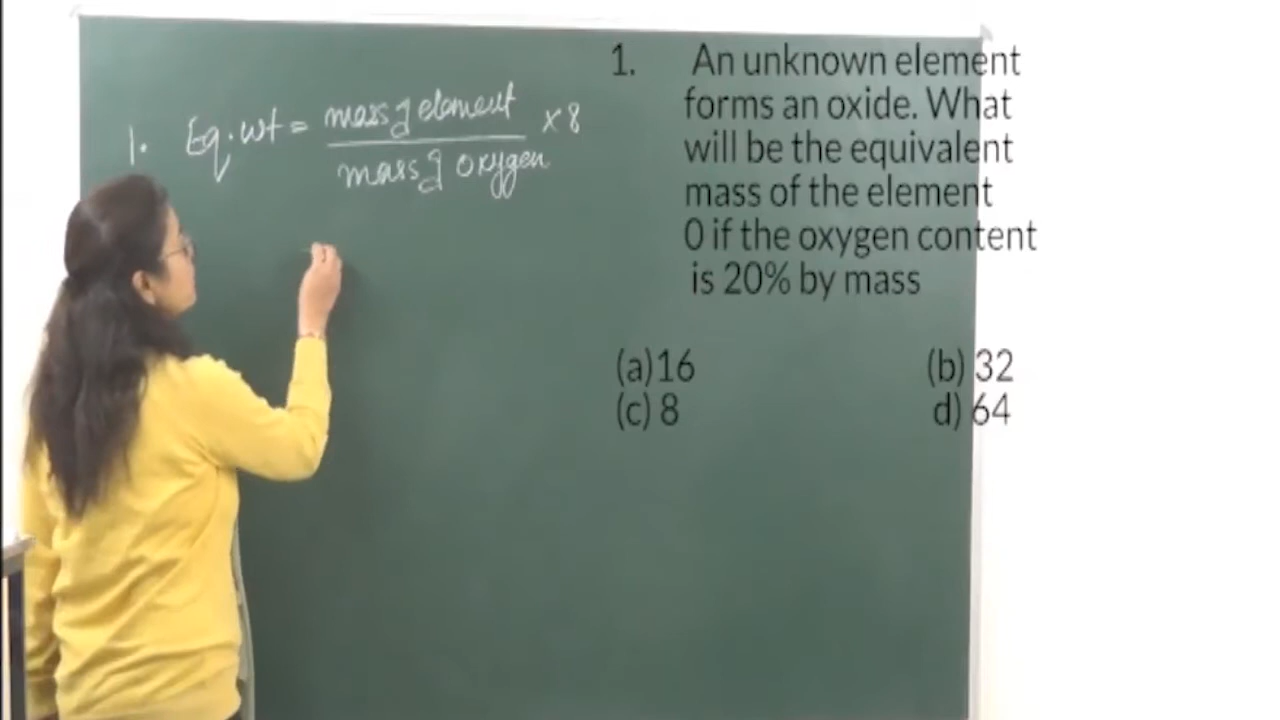 1. Eq. wt = mass of element × 8
mass of oxygen
1. An unknown element
forms an oxide. What
will be the equivalent
mass of the element
0 if the oxygen content
is 20% by mass
(a)16 (b) 32
(c) 8 d) 64